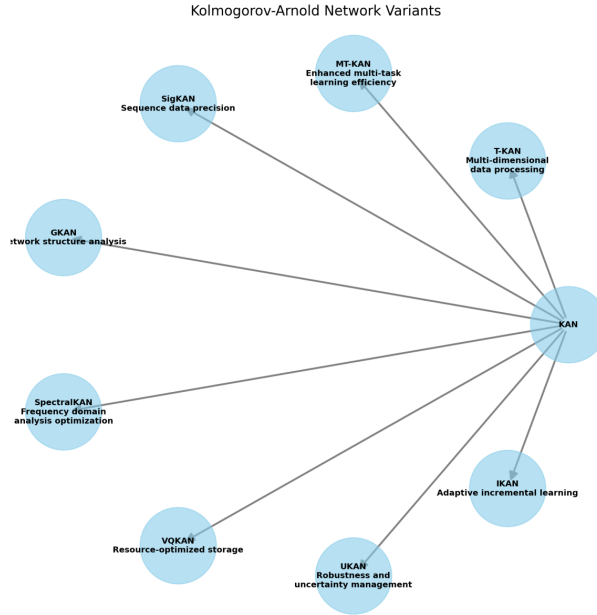 Kolmogorov-Arnold Network Variants
MT-KAN
Enhanced multi-task
learning efficiency
SigKAN
Sequence data precision
T-KAN
Multi-dimensional
data processing
GKAN
structure analysis
KAN
SpectralKAN
Frequency domain
analysis optimization
IKAN
Adaptive incremental learning
VQKAN
Resource-optimized storage
UKAN
Robustness and
uncertainty management